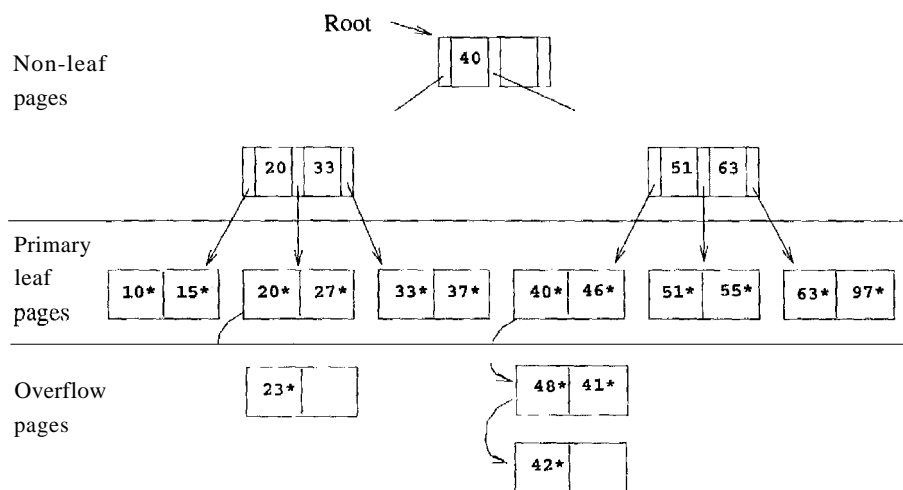 Root
40
Non-leaf
pages
20 33
51 63
Primary
leaf
pages
10* 15*
20* 27*
33* 37*
40* 46*
51* 55*
63* 97*
Overflow
pages
23*
48* 41*
42*